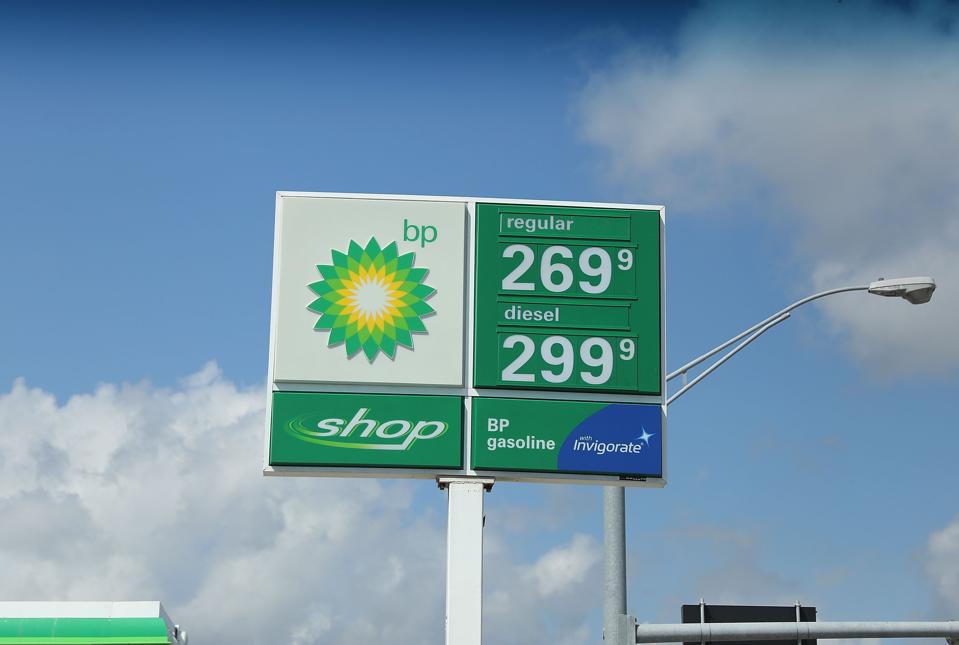 bp
regular
269 9
diesel
299 9
shop
BP
gasoline
with
Invigorate